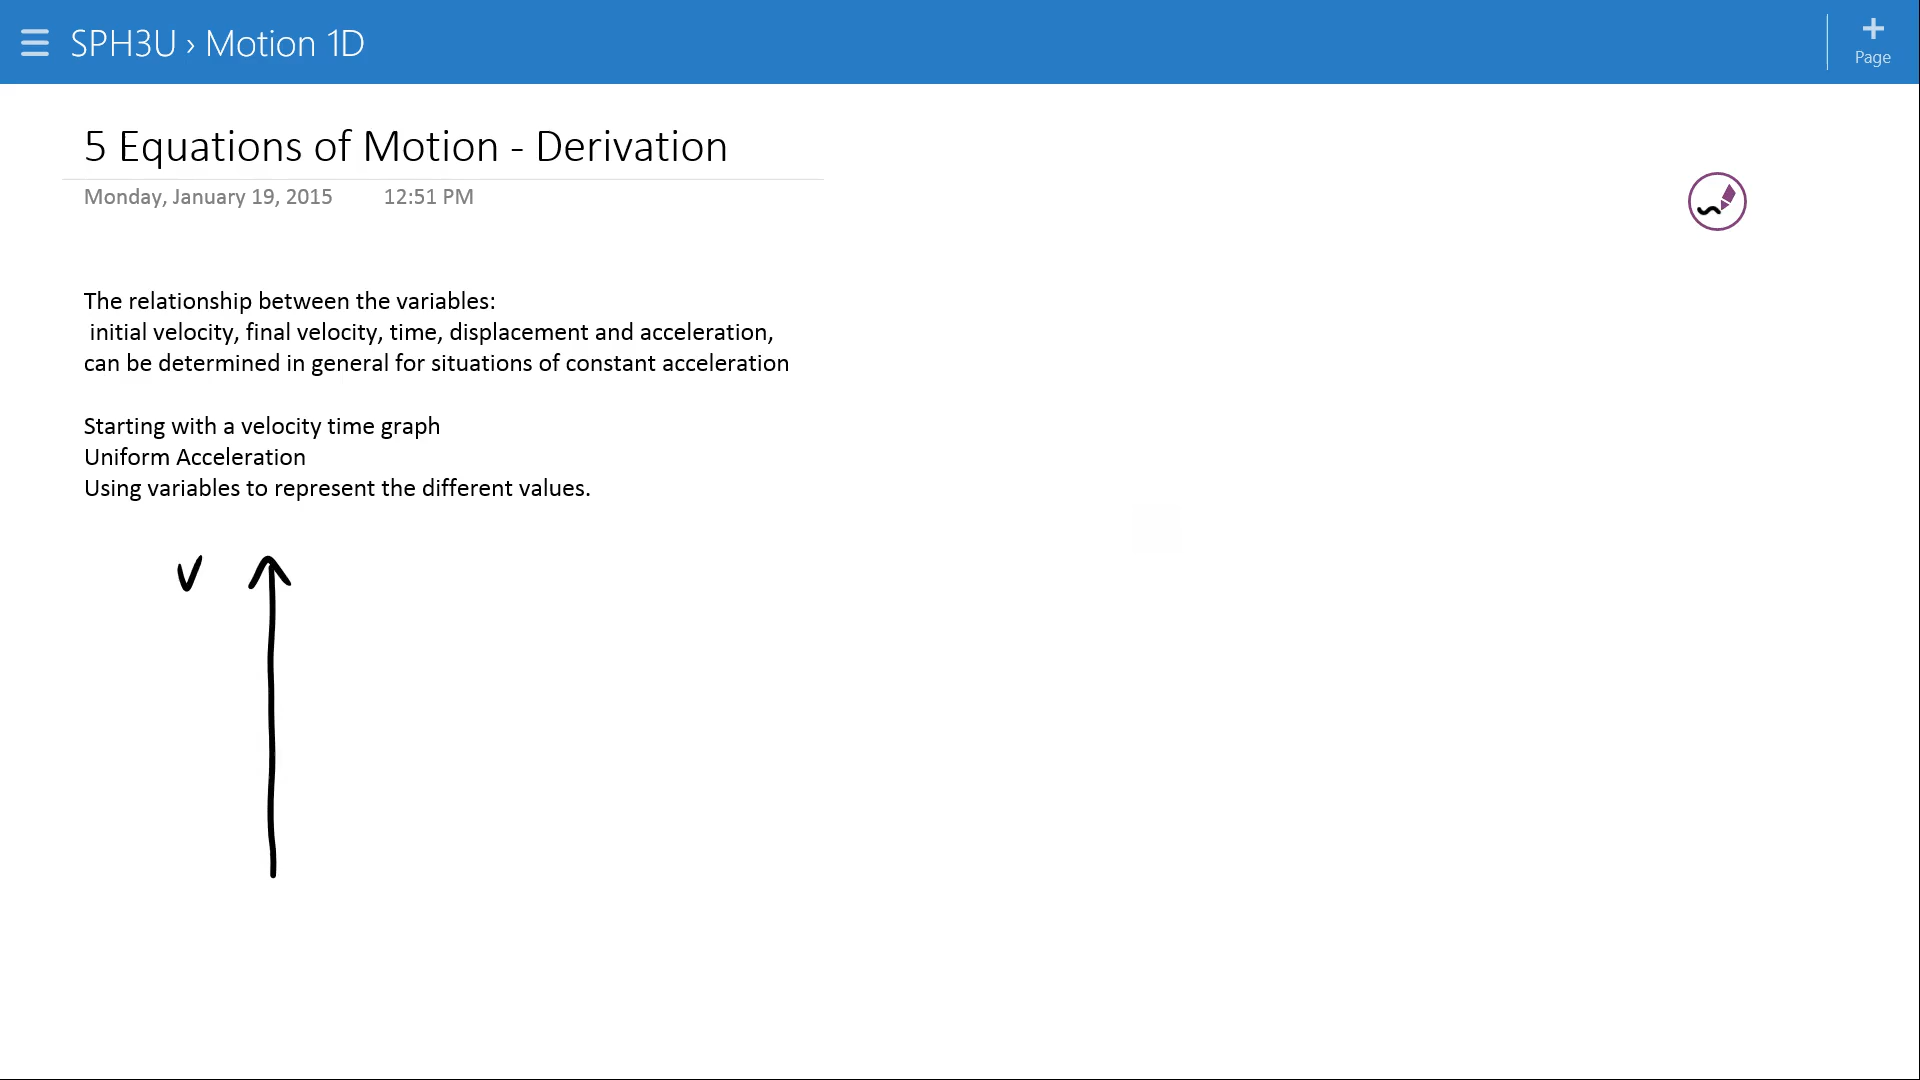 SPH3U › Motion 1D
Page
5 Equations of Motion - Derivation
Monday, January 19, 2015 12:51 PM
The relationship between the variables:
initial velocity, final velocity, time, displacement and acceleration,
can be determined in general for situations of constant acceleration
Starting with a velocity time graph
Uniform Acceleration
Using variables to represent the different values.
v